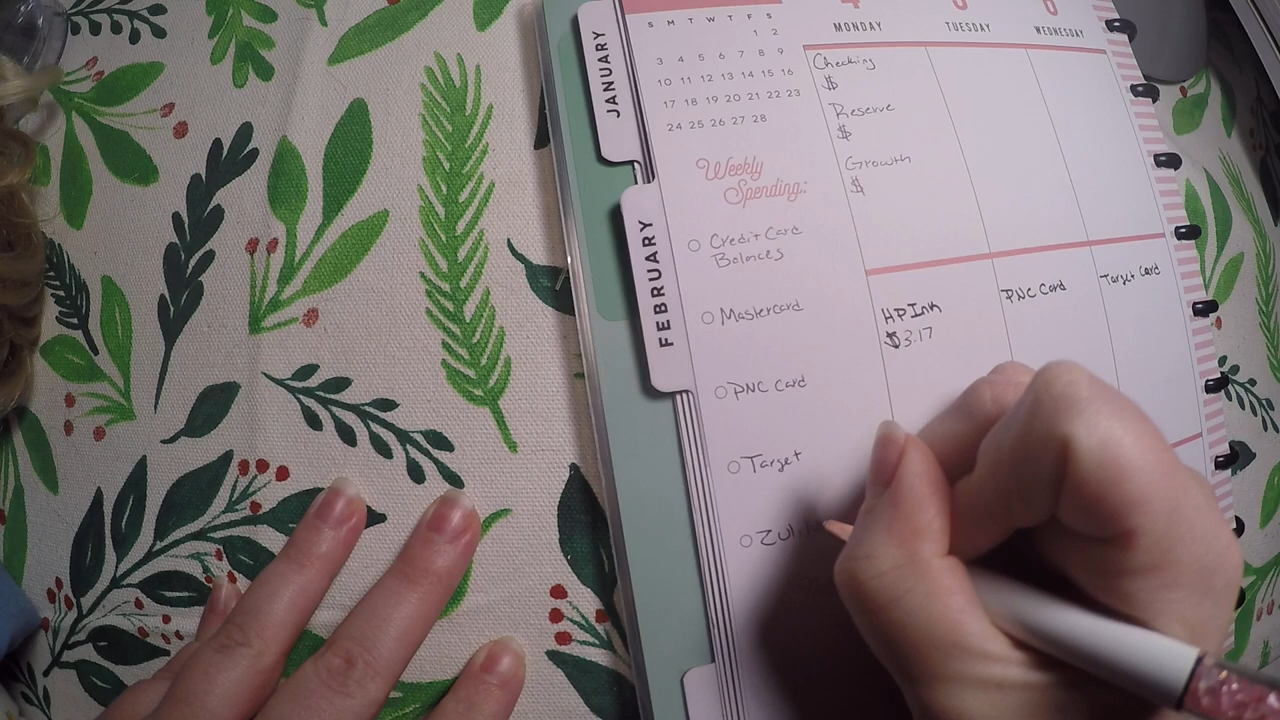 JANUARY
FEBRUARY
S M T W T F S
1 2
3 4 5 6 7 8 9
10 11 12 13 14 15 16
17 18 19 20 21 22 23
24 25 26 27 28
Weekly
Spending:
Credit Card
Balances
Mastercard
PNC Card
Target
MONDAY
TUESDAY
WEDNESDAY
Checking
$
Reserve
$
Growth
$
HP Ink
$3.17
PNC Card
Target Card